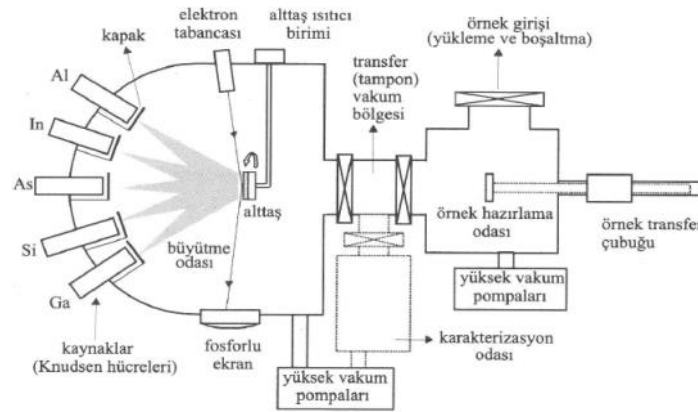 elektron
tabancası
alttaş ısıtıcı
birimi
örnek girişi
(yükleme ve boşaltma)
kapak
transfer
(tampon)
vakum
bölgesi
Al
In
As
Si
Ga
alttaş
büyütme
odası
örnek hazırlama
odası
örnek transfer
çubuğu
kaynaklar
(Knudsen hücreleri)
fosforlu
ekran
yüksek vakum
pompaları
karakterizasyon
odası
yüksek vakum
pompaları